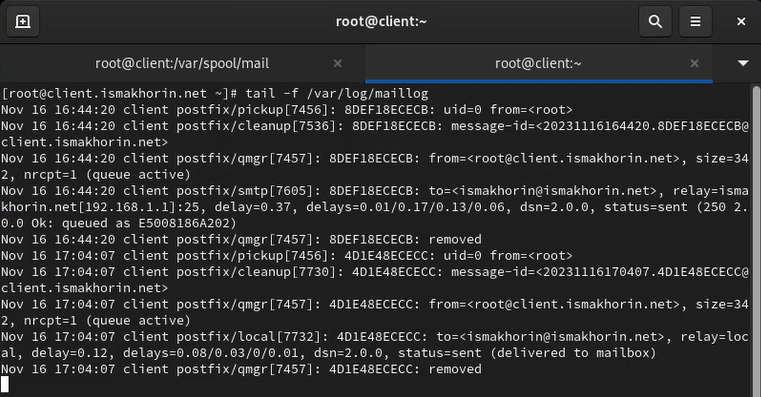 root@client:~
root@client:/var/spool/mail
root@client:~
[root@client.ismakhorin.net ~]# tail -f /var/log/maillog
Nov 16 16:44:20 client postfix/pickup[7456]: 8DEF18ECECB: uid=0 from=<root>
Nov 16 16:44:20 client postfix/cleanup[7536]: 8DEF18ECECB: message-id=<20231116164420.8DEF18ECECB@
client.ismakhorin.net>
Nov 16 16:44:20 client postfix/qmgr[7457]: 8DEF18ECECB: from=<root@client.ismakhorin.net>, size=34
2, nrcpt=1 (queue active)
Nov 16 16:44:20 client postfix/smtp[7605]: 8DEF18ECECB: to=<ismakhorin@ismakhorin.net>, relay=isma
khorin.net[192.168.1.1]:25, delay=0.37, delays=0.01/0.17/0.13/0.06, dsn=2.0.0, status=sent (250 2.
0.0 Ok: queued as E5008186A202)
Nov 16 16:44:20 client postfix/qmgr[7457]: 8DEF18ECECB: removed
Nov 16 17:04:07 client postfix/pickup[7456]: 4D1E48ECECC: uid=0 from=<root>
Nov 16 17:04:07 client postfix/cleanup[7730]: 4D1E48ECECC: message-id=<20231116170407.4D1E48ECECC@
client.ismakhorin.net>
Nov 16 17:04:07 client postfix/qmgr[7457]: 4D1E48ECECC: from=<root@client.ismakhorin.net>, size=34
2, nrcpt=1 (queue active)
Nov 16 17:04:07 client postfix/local[7732]: 4D1E48ECECC: to=<ismakhorin@ismakhorin.net>, relay=loc
al, delay=0.12, delays=0.08/0.03/0/0.01, dsn=2.0.0, status=sent (delivered to mailbox)
Nov 16 17:04:07 client postfix/qmgr[7457]: 4D1E48ECECC: removed